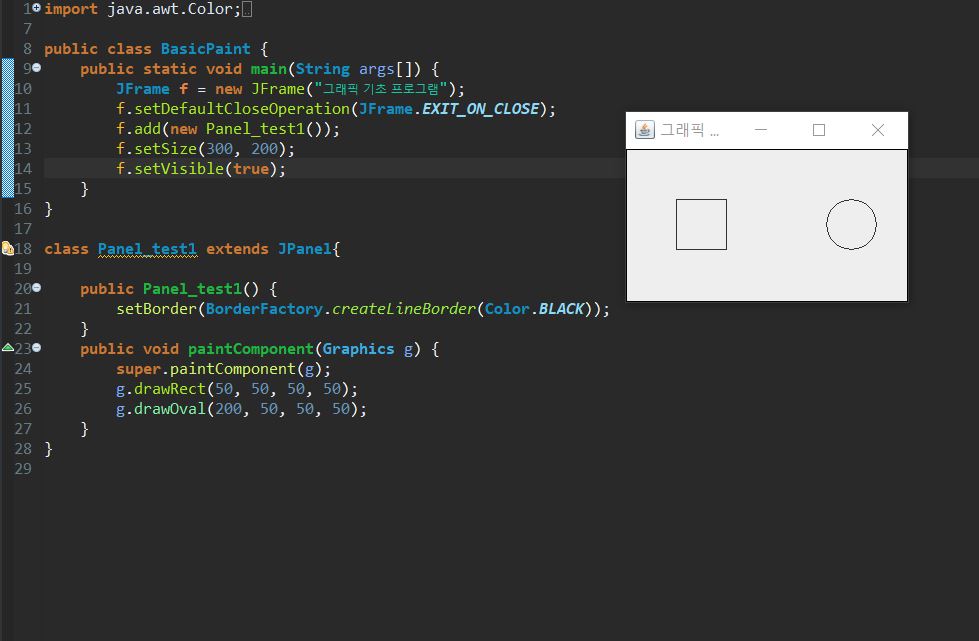 1 import java.awt.Color;
7
8 public class BasicPaint {
9 public static void main(String args[]) {
10 JFrame f = new JFrame("그래픽 기초 프로그램");
11 f.setDefaultCloseOperation(JFrame.EXIT_ON_CLOSE);
12 f.add(new Panel_test1());
13 f.setSize(300, 200);
14 f.setVisible(true);
15 }
16 }
17
18 class Panel_test1 extends JPanel{
19
20 public Panel_test1() {
21 setBorder(BorderFactory.createLineBorder(Color.BLACK));
22 }
23 public void paintComponent(Graphics g) {
24 super.paintComponent(g);
25 g.drawRect(50, 50, 50, 50);
26 g.drawOval(200, 50, 50, 50);
27 }
28 }
29
그래픽 ...